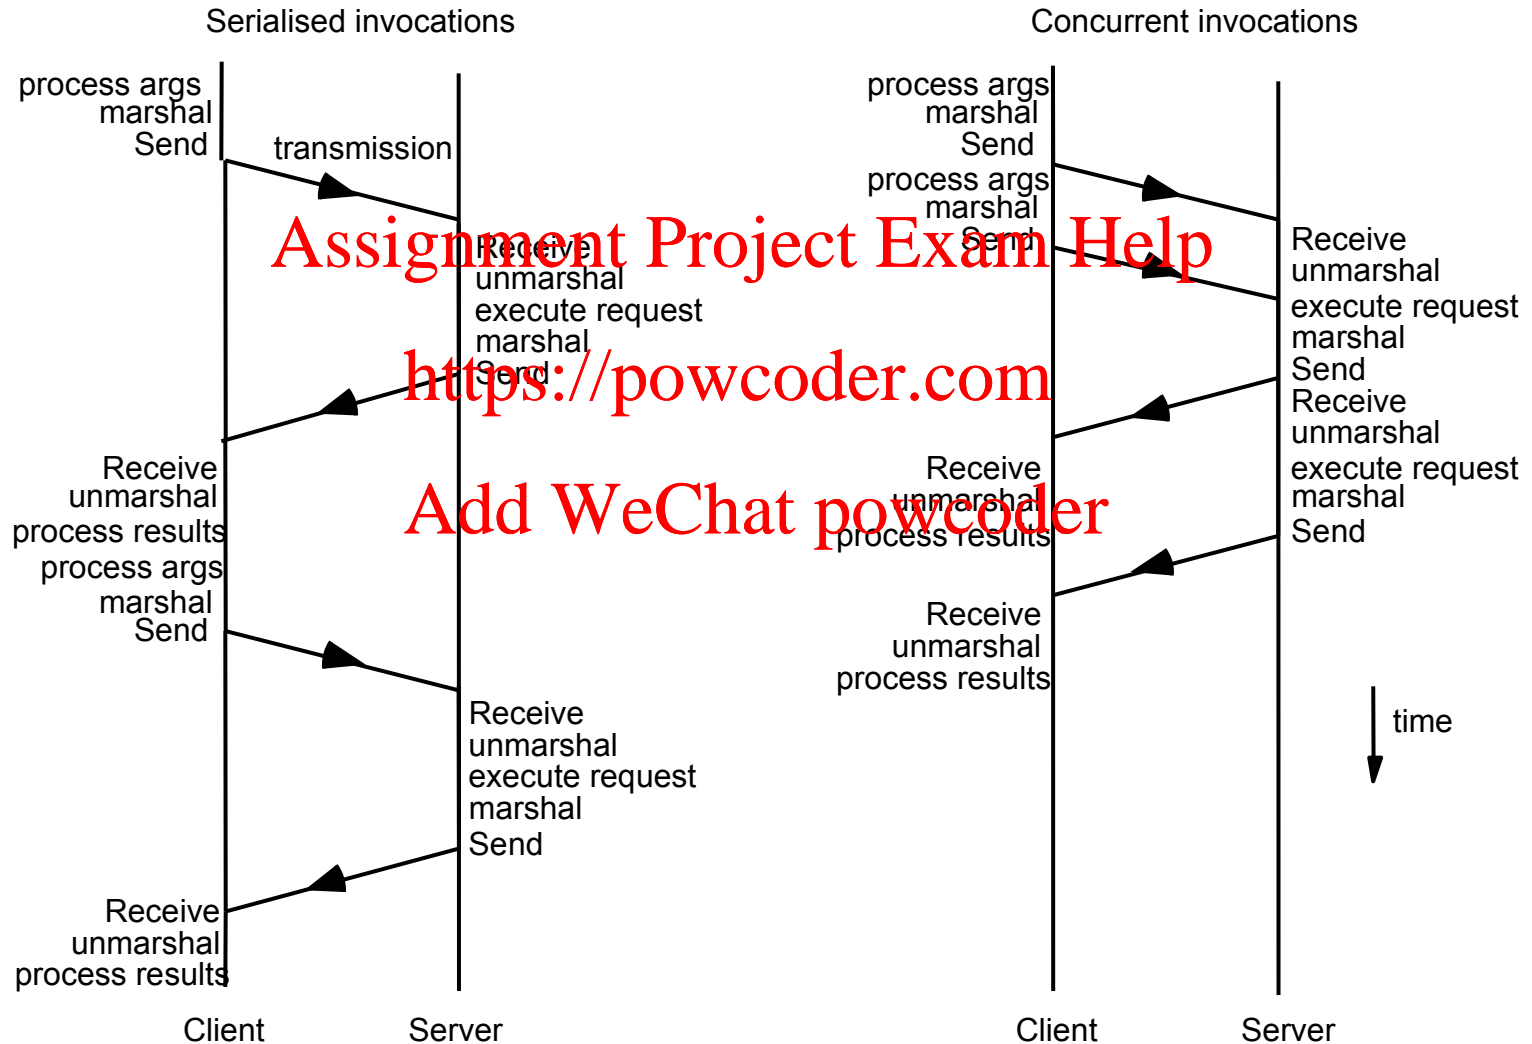 Serialised invocations
process args
marshal
Send
transmission
Receive
unmarshal
execute request
marshal
Send
Receive
unmarshal
process results
process args
marshal
Send
Receive
unmarshal
execute request
marshal
Send
Receive
unmarshal
process results
Client
Server
Concurrent invocations
process args
marshal
Send
process args
marshal
Send
Receive
unmarshal
execute request
marshal
Send
Receive
unmarshal
execute request
marshal
Send
Receive
unmarshal
process results
Receive
unmarshal
process results
time
Client
Server
Assignment Project Exam Help
https://powcoder.com
Add WeChat powcoder